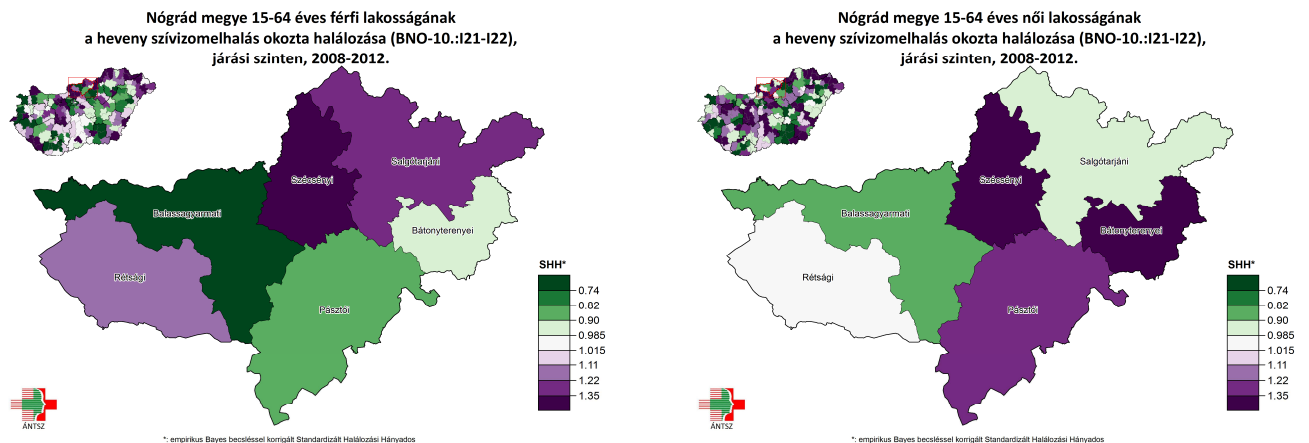 Nógrád megye 15-64 éves férfi lakosságának
a heveny szívizomelhalás okozta halálozása (BNO-10.:I21-I22),
járási szinten, 2008-2012.
Szécsényi
Salgótarjáni
Balassagyarmati
Bátonyterenyei
Rétsági
Pásztói
SHH*
0.74
0.02
0.90
0.985
1.015
1.11
1.22
1.35
ÁNTSZ
*: empirikus Bayes becsléssel korrigált Standardizált Halálozási Hányados
Nógrád megye 15-64 éves női lakosságának
a heveny szívizomelhalás okozta halálozása (BNO-10.:I21-I22),
járási szinten, 2008-2012.
Salgótarjáni
Szécsényi
Balassagyarmati
Bátonyterenyei
Rétsági
Pásztói
SHH*
0.74
0.02
0.90
0.985
1.015
1.11
1.22
1.35
ÁNTSZ
*: empirikus Bayes becsléssel korrigált Standardizált Halálozási Hányados